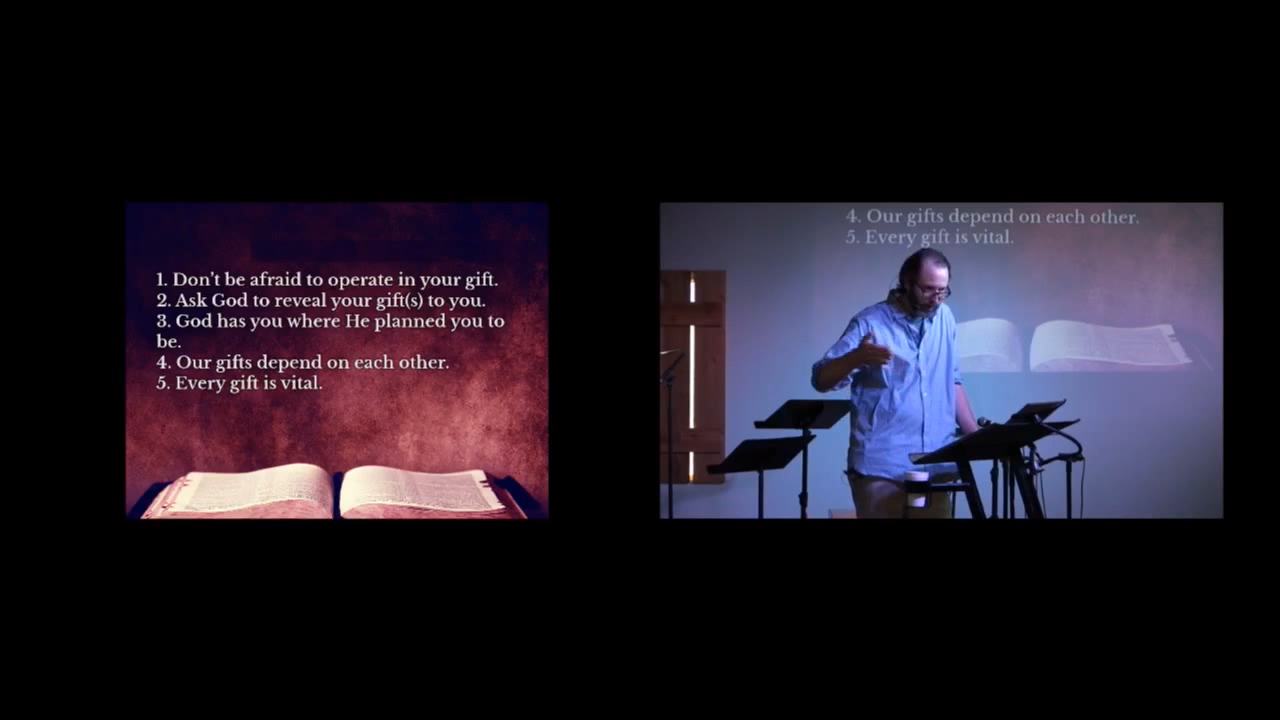 1. Don't be afraid to operate in your gift.
2. Ask God to reveal your gift(s) to you.
3. God has you where He planned you to
be.
4. Our gifts depend on each other.
5. Every gift is vital.
4. Our gifts depend on each other.
5. Every gift is vital.